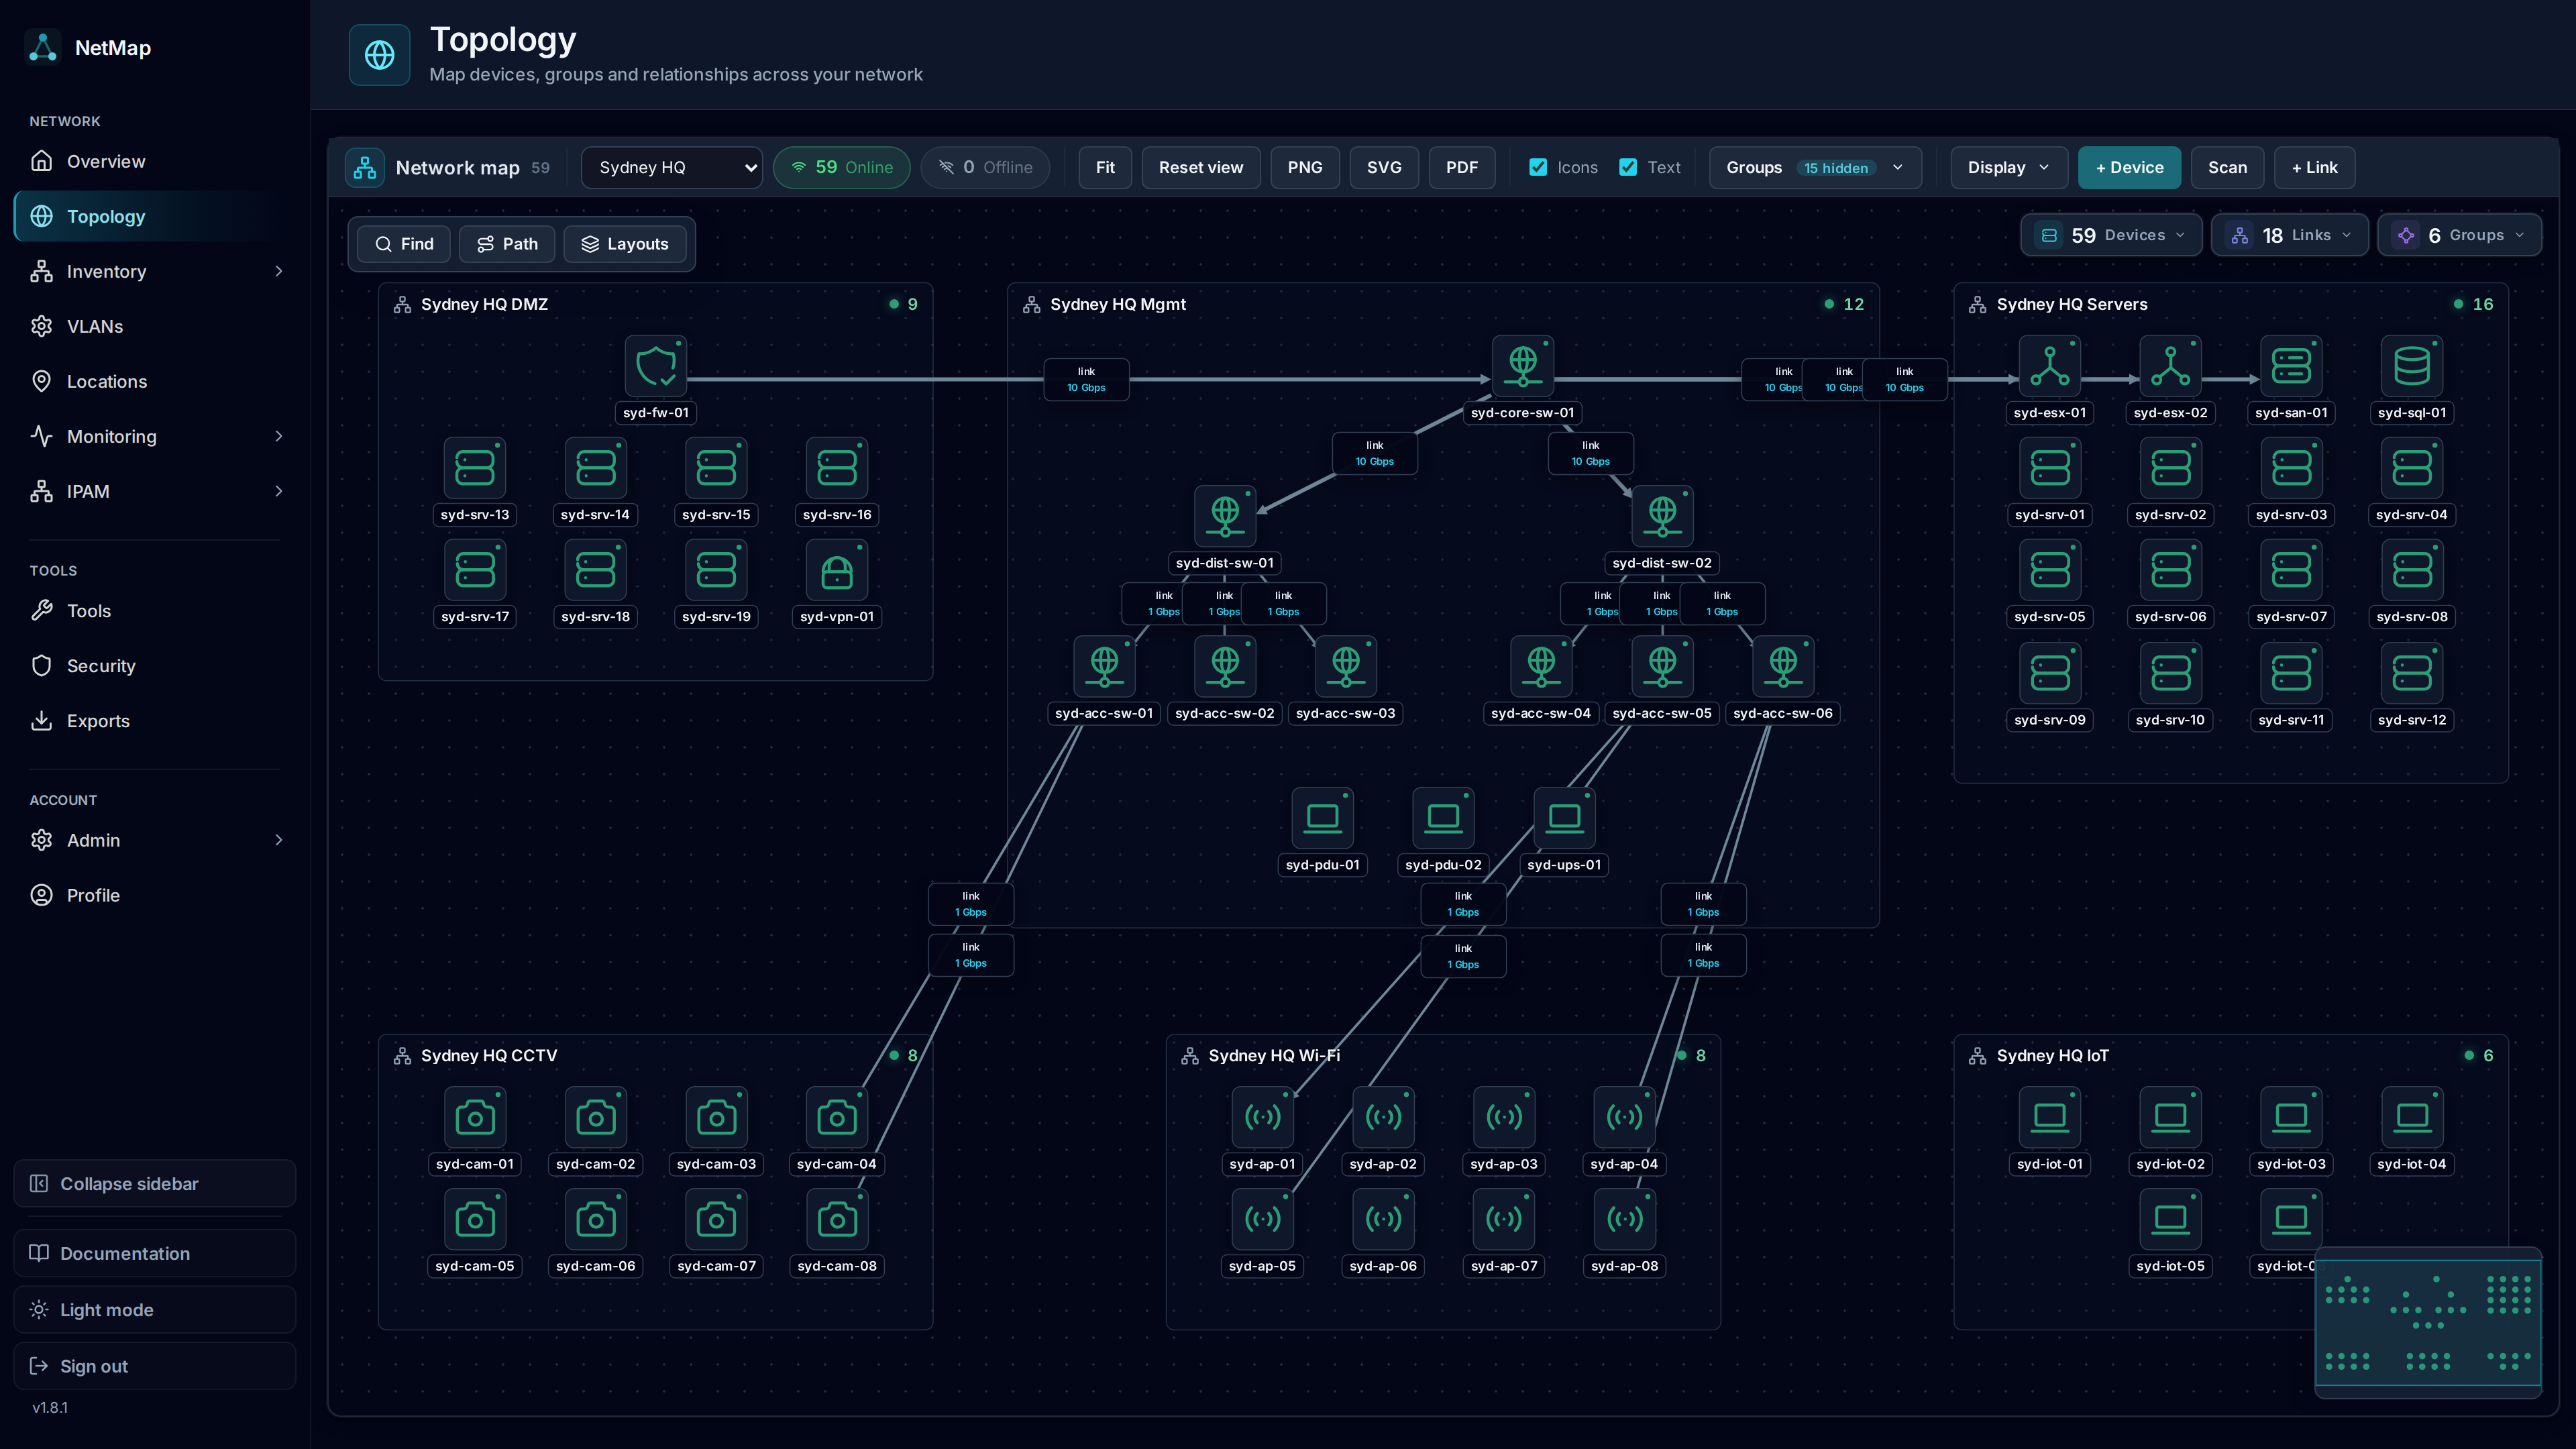 NetMap
NETWORK
Overview
Topology
Inventory
VLANs
Locations
Monitoring
IPAM
TOOLS
Tools
Security
Exports
ACCOUNT
Admin
Profile
Collapse sidebar
Documentation
Light mode
Sign out
v1.8.1
Topology
Map devices, groups and relationships across your network
Network map 59
Sydney HQ
59 Online
0 Offline
Fit
Reset view
PNG
SVG
PDF
Icons
Text
Groups 15 hidden
Display
+ Device
Scan
+ Link
Find
Path
Layouts
59 Devices
18 Links
6 Groups
Sydney HQ DMZ 9
syd-fw-01
syd-srv-13 syd-srv-14 syd-srv-15 syd-srv-16
syd-srv-17 syd-srv-18 syd-srv-19 syd-vpn-01
Sydney HQ Mgmt 12
link
10 Gbps
syd-core-sw-01
link link link
10 Gbps 10 Gbps 10 Gbps
link link
10 Gbps 10 Gbps
syd-dist-sw-01 syd-dist-sw-02
link link link link link link
1 Gbps 1 Gbps 1 Gbps 1 Gbps 1 Gbps 1 Gbps
syd-acc-sw-01 syd-acc-sw-02 syd-acc-sw-03 syd-acc-sw-04 syd-acc-sw-05 syd-acc-sw-06
syd-pdu-01 syd-pdu-02 syd-ups-01
link link link
1 Gbps 1 Gbps 1 Gbps
link link link
1 Gbps 1 Gbps 1 Gbps
Sydney HQ Servers 16
syd-esx-01 syd-esx-02 syd-san-01 syd-sql-01
syd-srv-01 syd-srv-02 syd-srv-03 syd-srv-04
syd-srv-05 syd-srv-06 syd-srv-07 syd-srv-08
syd-srv-09 syd-srv-10 syd-srv-11 syd-srv-12
Sydney HQ CCTV 8
syd-cam-01 syd-cam-02 syd-cam-03 syd-cam-04
syd-cam-05 syd-cam-06 syd-cam-07 syd-cam-08
Sydney HQ Wi-Fi 8
syd-ap-01 syd-ap-02 syd-ap-03 syd-ap-04
syd-ap-05 syd-ap-06 syd-ap-07 syd-ap-08
Sydney HQ IoT 6
syd-iot-01 syd-iot-02 syd-iot-03 syd-iot-04
syd-iot-05